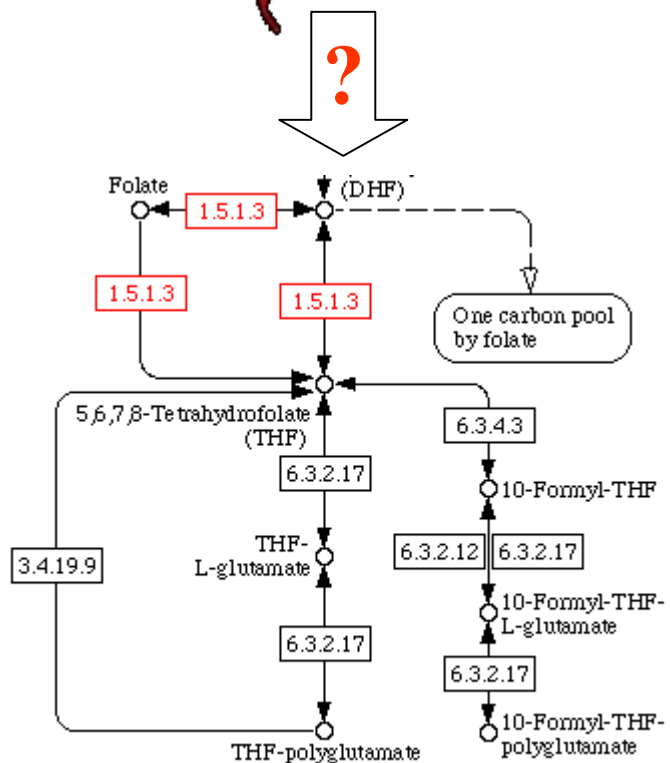 ?
Folate
(DHF)
1.5.1.3
1.5.1.3
1.5.1.3
One carbon pool
by folate
5,6,7,8-Tetrahydrofolate
(THF)
6.3.4.3
6.3.2.17
10-Formyl-THF
THF-
L-glutamate
3.4.19.9
6.3.2.12
6.3.2.17
10-Formyl-THF-
L-glutamate
6.3.2.17
6.3.2.17
THF-polyglutamate
10-Formyl-THF-
polyglutamate